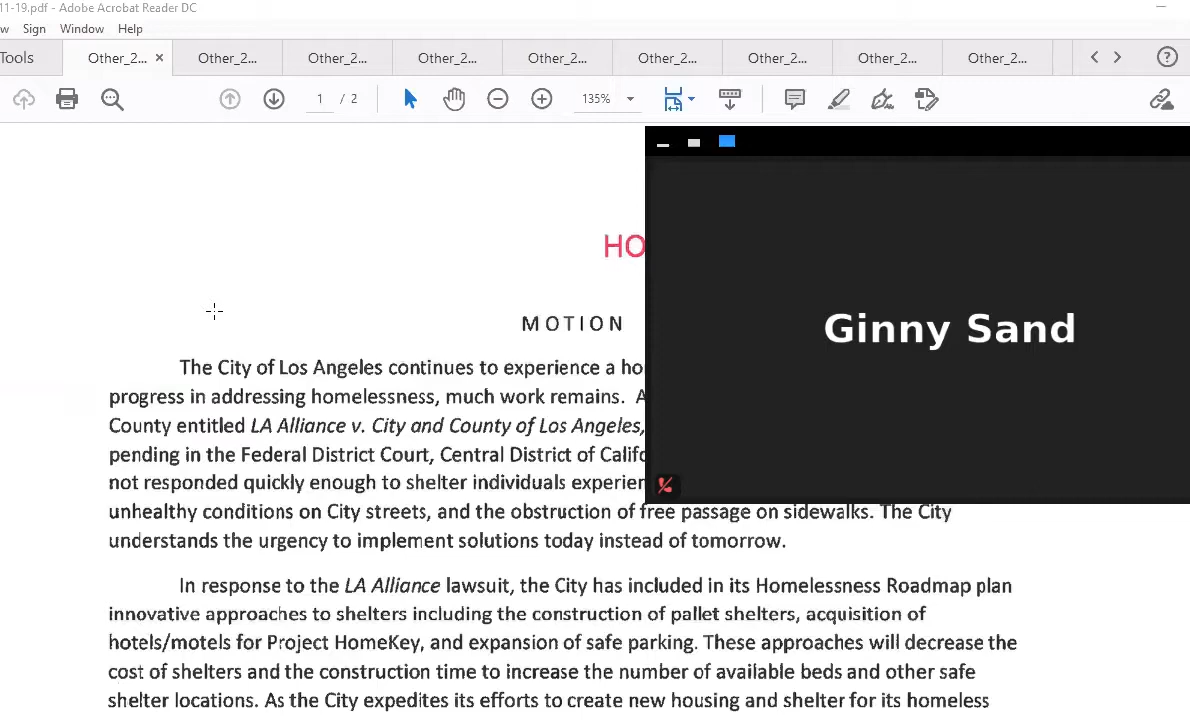 11-19.pdf - Adobe Acrobat Reader DC
w Sign Window Help
Tools Other_2... × Other_2... Other_2... Other_2... Other_2... Other_2... Other_2... Other_2... Other_2... ?
1 / 2 135%
HO
MOTION
Ginny Sand
The City of Los Angeles continues to experience a ho
progress in addressing homelessness, much work remains. A
County entitled LA Alliance v. City and County of Los Angeles,
pending in the Federal District Court, Central District of Califo
not responded quickly enough to shelter individuals experien
unhealthy conditions on City streets, and the obstruction of free passage on sidewalks. The City
understands the urgency to implement solutions today instead of tomorrow.
In response to the LA Alliance lawsuit, the City has included in its Homelessness Roadmap plan
innovative approaches to shelters including the construction of pallet shelters, acquisition of
hotels/motels for Project HomeKey, and expansion of safe parking. These approaches will decrease the
cost of shelters and the construction time to increase the number of available beds and other safe
shelter locations. As the City expedites its efforts to create new housing and shelter for its homeless